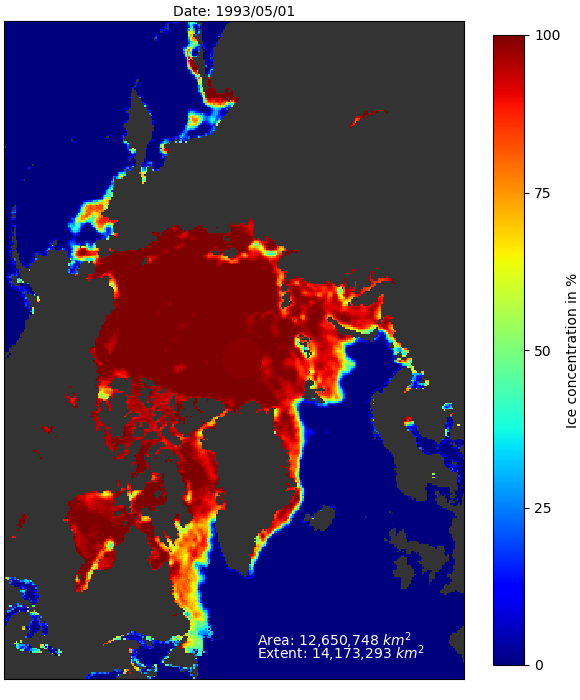 Date: 1993/05/01
100
75
50
25
0
Ice concentration in %
Area: 12,650,748 km²
Extent: 14,173,293 km²